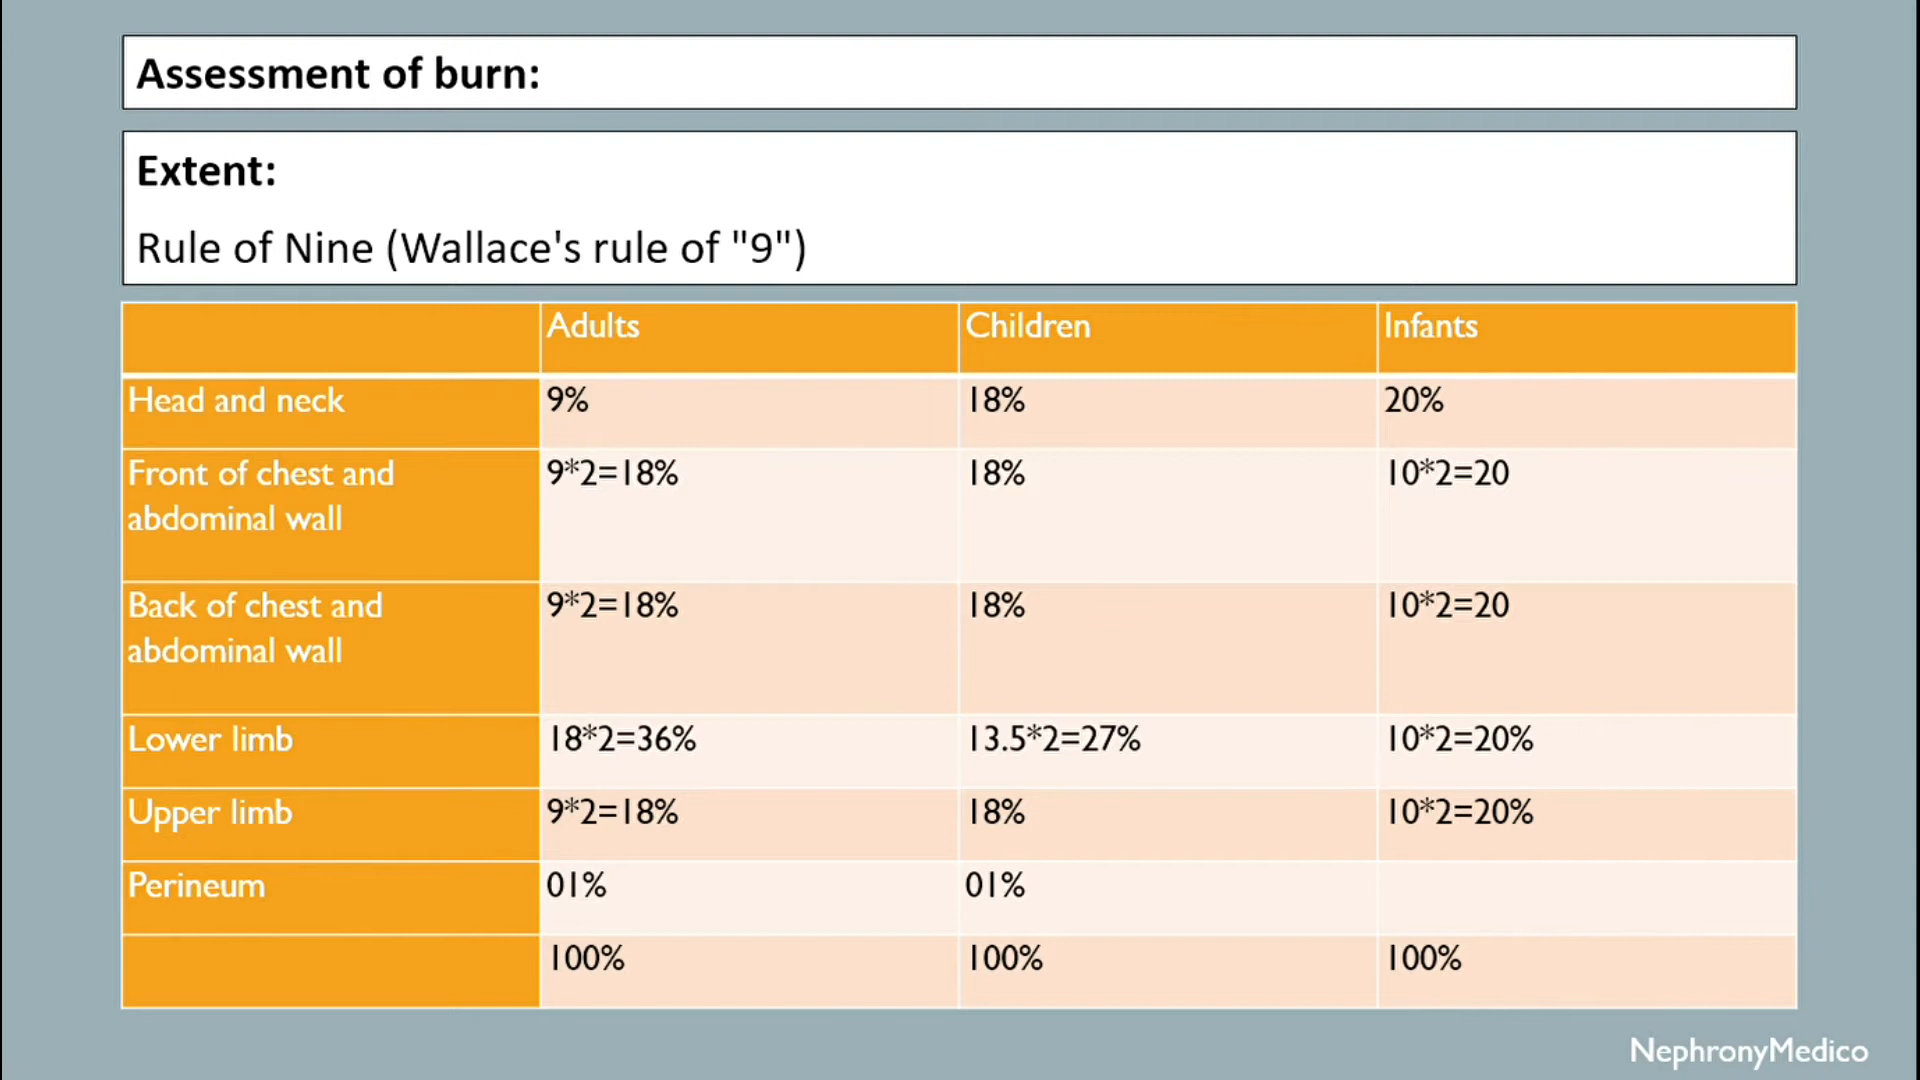 Assessment of burn:
Extent:
Rule of Nine (Wallace's rule of "9")
Adults Children Infants
Head and neck 9% 18% 20%
Front of chest and abdominal wall 9*2=18% 18% 10*2=20
Back of chest and abdominal wall 9*2=18% 18% 10*2=20
Lower limb 18*2=36% 13.5*2=27% 10*2=20%
Upper limb 9*2=18% 18% 10*2=20%
Perineum 01% 01%
100% 100% 100%
NephronyMedico